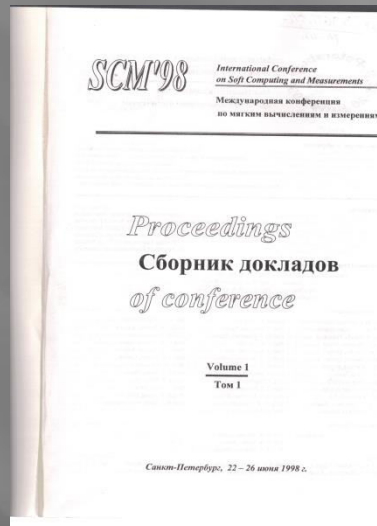 SCM'98
International Conference
on Soft Computing and Measurements
Международная конференция
по мягким вычислениям и измерениям
Proceedings
Сборник докладов
of conference
Volume 1
Том 1
Санкт-Петербург, 22 – 26 июня 1998 г.